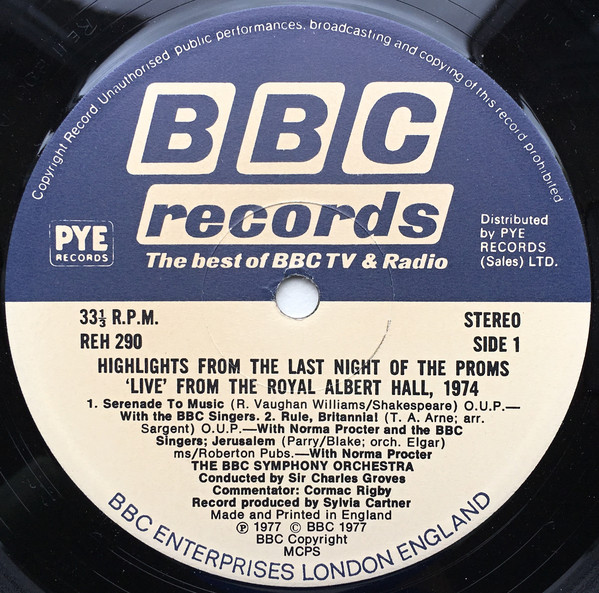 Copyright Record Unauthorised public performances, broadcasting and copying of this record prohibited
BBC
records
The best of BBC TV & Radio
PYE
RECORDS
Distributed
by PYE
RECORDS
(Sales) LTD.
33⅓ R.P.M.
REH 290
STEREO
SIDE 1
HIGHLIGHTS FROM THE LAST NIGHT OF THE PROMS
'LIVE' FROM THE ROYAL ALBERT HALL, 1974
1. Serenade To Music (R. Vaughan Williams/Shakespeare) O.U.P.—
With the BBC Singers. 2. Rule, Britannia! (T. A. Arne; arr.
Sargent) O.U.P.—With Norma Procter and the BBC
Singers; Jerusalem (Parry/Blake; orch. Elgar)
ms/Roberton Pubs.—With Norma Procter
THE BBC SYMPHONY ORCHESTRA
Conducted by Sir Charles Groves
Commentator: Cormac Rigby
Record produced by Sylvia Cartner
Made and Printed in England
℗ 1977 © BBC 1977
BBC Copyright
MCPS
BBC ENTERPRISES LONDON ENGLAND